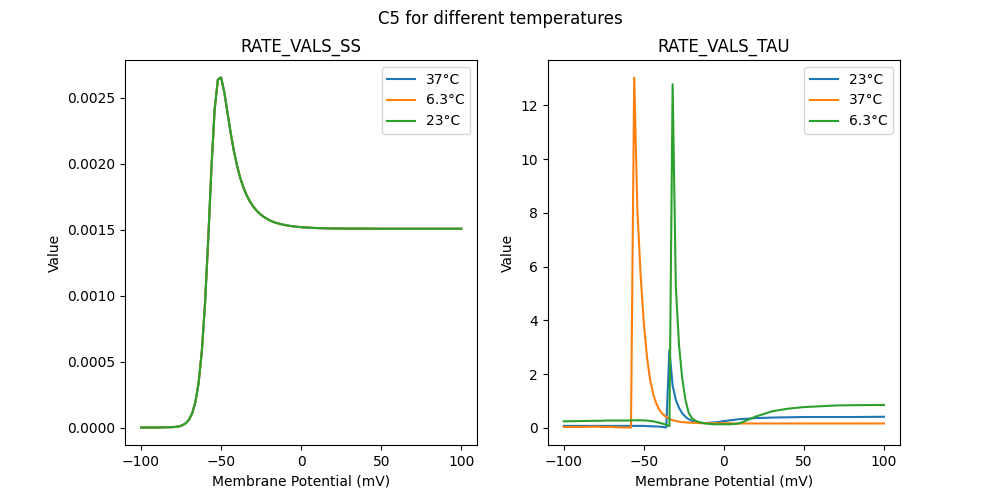 C5 for different temperatures
RATE_VALS_SS
37°C
6.3°C
23°C
0.0025
0.0020
0.0015
0.0010
0.0005
0.0000
Value
−100
−50
0
50
100
Membrane Potential (mV)
RATE_VALS_TAU
23°C
37°C
6.3°C
12
10
8
6
4
2
0
Value
−100
−50
0
50
100
Membrane Potential (mV)